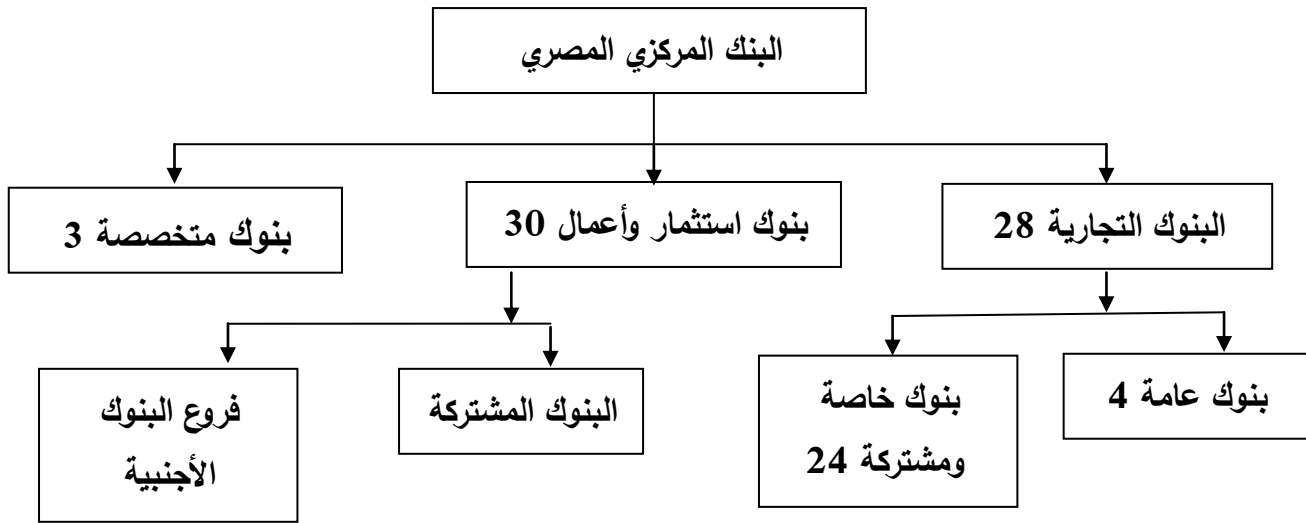 البنك المركزي المصري
البنوك التجارية 28
بنوك استثمار وأعمال 30
بنوك متخصصة 3
بنوك عامة 4
بنوك خاصة
ومشتركة 24
البنوك المشتركة
فروع البنوك
الأجنبية